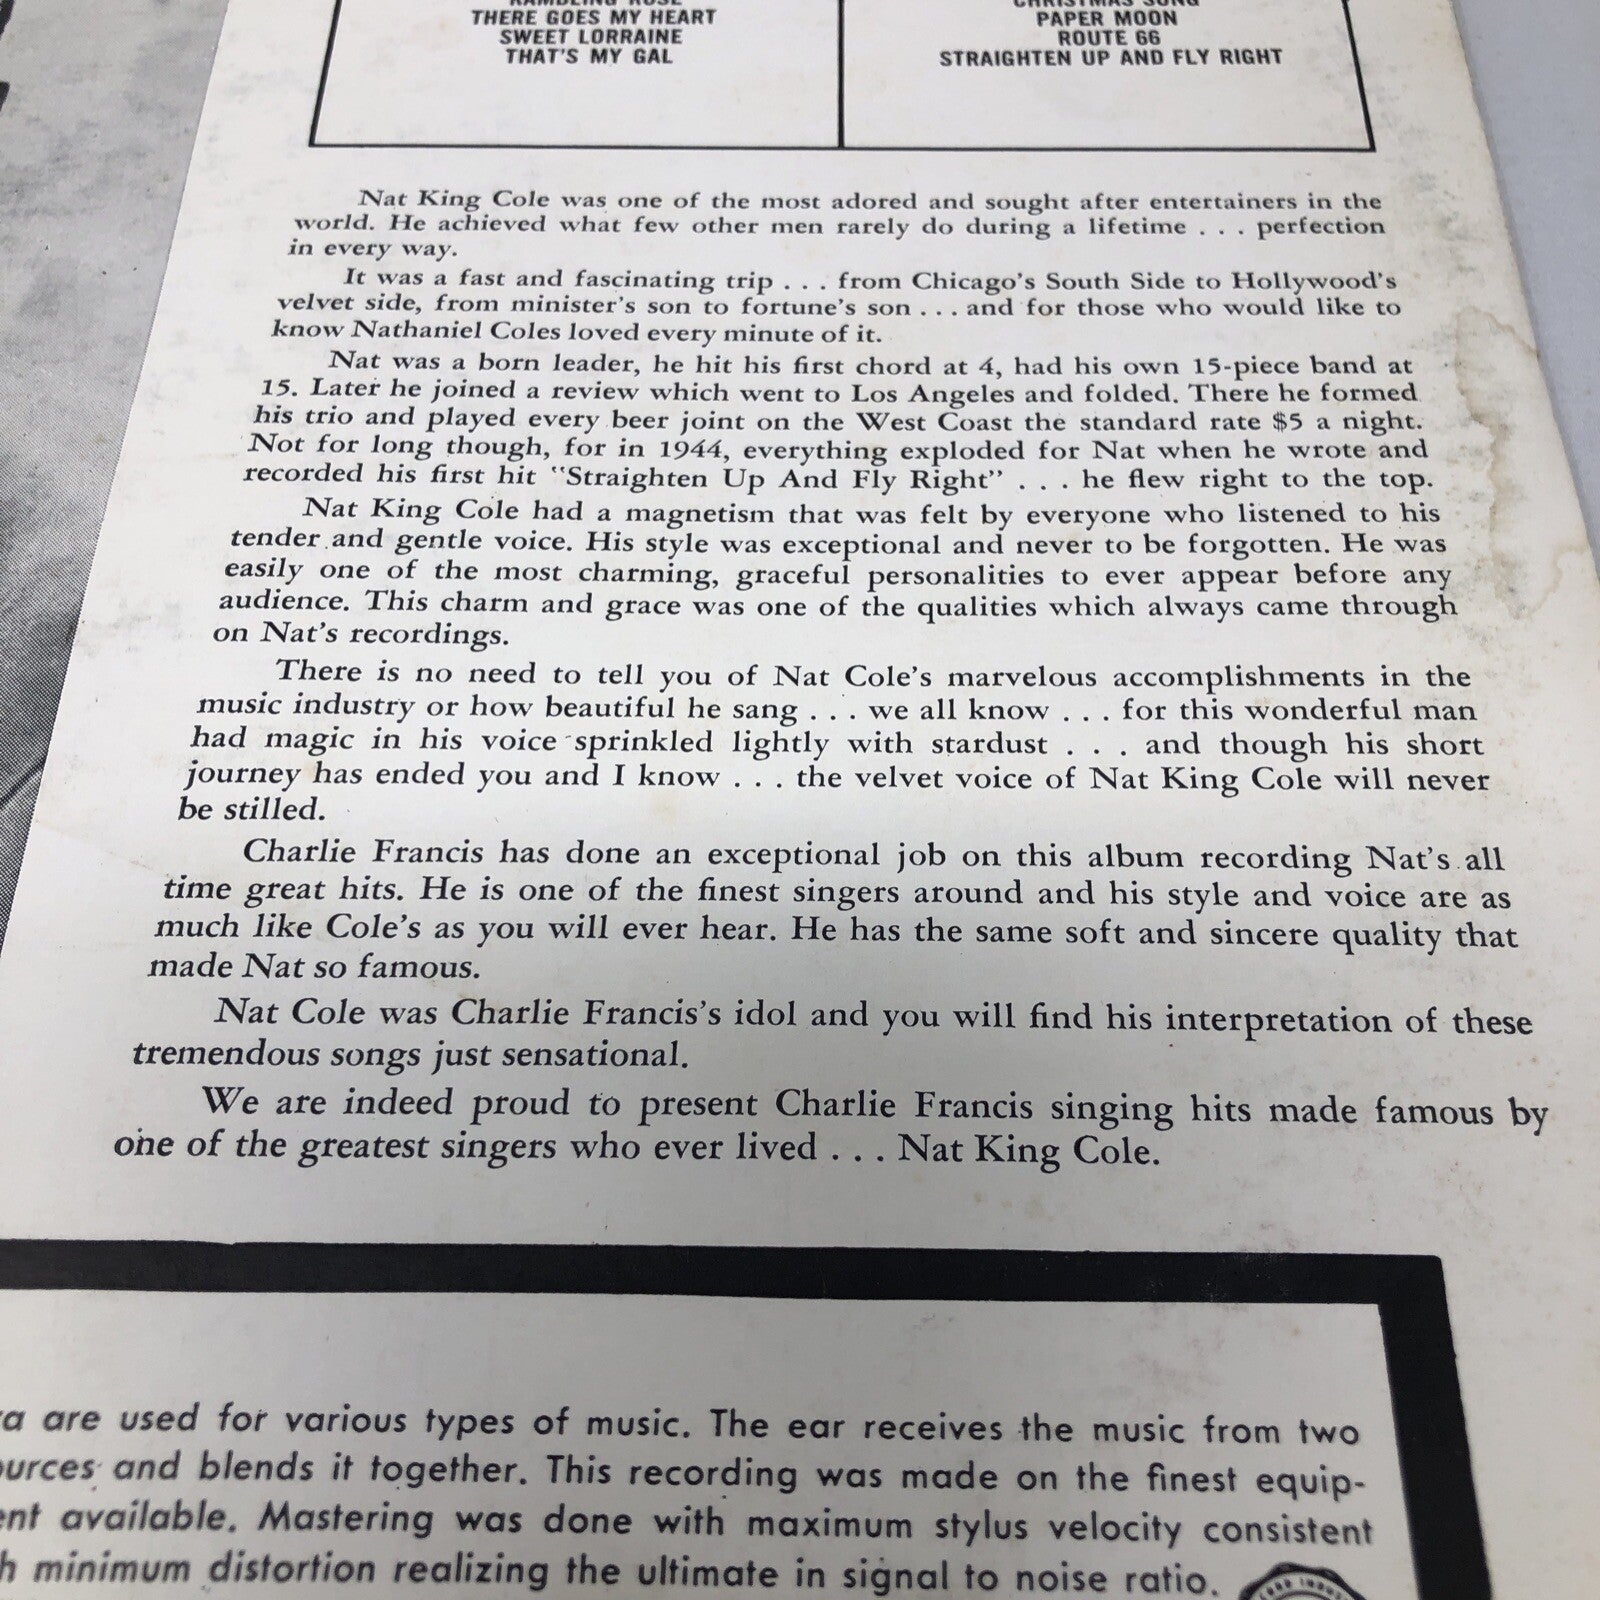 RAMBLING ROSE
THERE GOES MY HEART
SWEET LORRAINE
THAT'S MY GAL
CHRISTMAS SONG
PAPER MOON
ROUTE 66
STRAIGHTEN UP AND FLY RIGHT
Nat King Cole was one of the most adored and sought after entertainers in the
world. He achieved what few other men rarely do during a lifetime . . . perfection
in every way.
It was a fast and fascinating trip . . . from Chicago's South Side to Hollywood's
velvet side, from minister's son to fortune's son . . . and for those who would like to
know Nathaniel Coles loved every minute of it.
Nat was a born leader, he hit his first chord at 4, had his own 15-piece band at
15. Later he joined a review which went to Los Angeles and folded. There he formed
his trio and played every beer joint on the West Coast the standard rate $5 a night.
Not for long though, for in 1944, everything exploded for Nat when he wrote and
recorded his first hit "Straighten Up And Fly Right" . . . he flew right to the top.
Nat King Cole had a magnetism that was felt by everyone who listened to his
tender and gentle voice. His style was exceptional and never to be forgotten. He was
easily one of the most charming, graceful personalities to ever appear before any
audience. This charm and grace was one of the qualities which always came through
on Nat's recordings.
There is no need to tell you of Nat Cole's marvelous accomplishments in the
music industry or how beautiful he sang . . . we all know . . . for this wonderful man
had magic in his voice sprinkled lightly with stardust . . . and though his short
journey has ended you and I know . . . the velvet voice of Nat King Cole will never
be stilled.
Charlie Francis has done an exceptional job on this album recording Nat's all
time great hits. He is one of the finest singers around and his style and voice are as
much like Cole's as you will ever hear. He has the same soft and sincere quality that
made Nat so famous.
Nat Cole was Charlie Francis's idol and you will find his interpretation of these
tremendous songs just sensational.
We are indeed proud to present Charlie Francis singing hits made famous by
one of the greatest singers who ever lived . . . Nat King Cole.
are used for various types of music. The ear receives the music from two
and blends it together. This recording was made on the finest equip-
available. Mastering was done with maximum stylus velocity consistent
minimum distortion realizing the ultimate in signal to noise ratio.